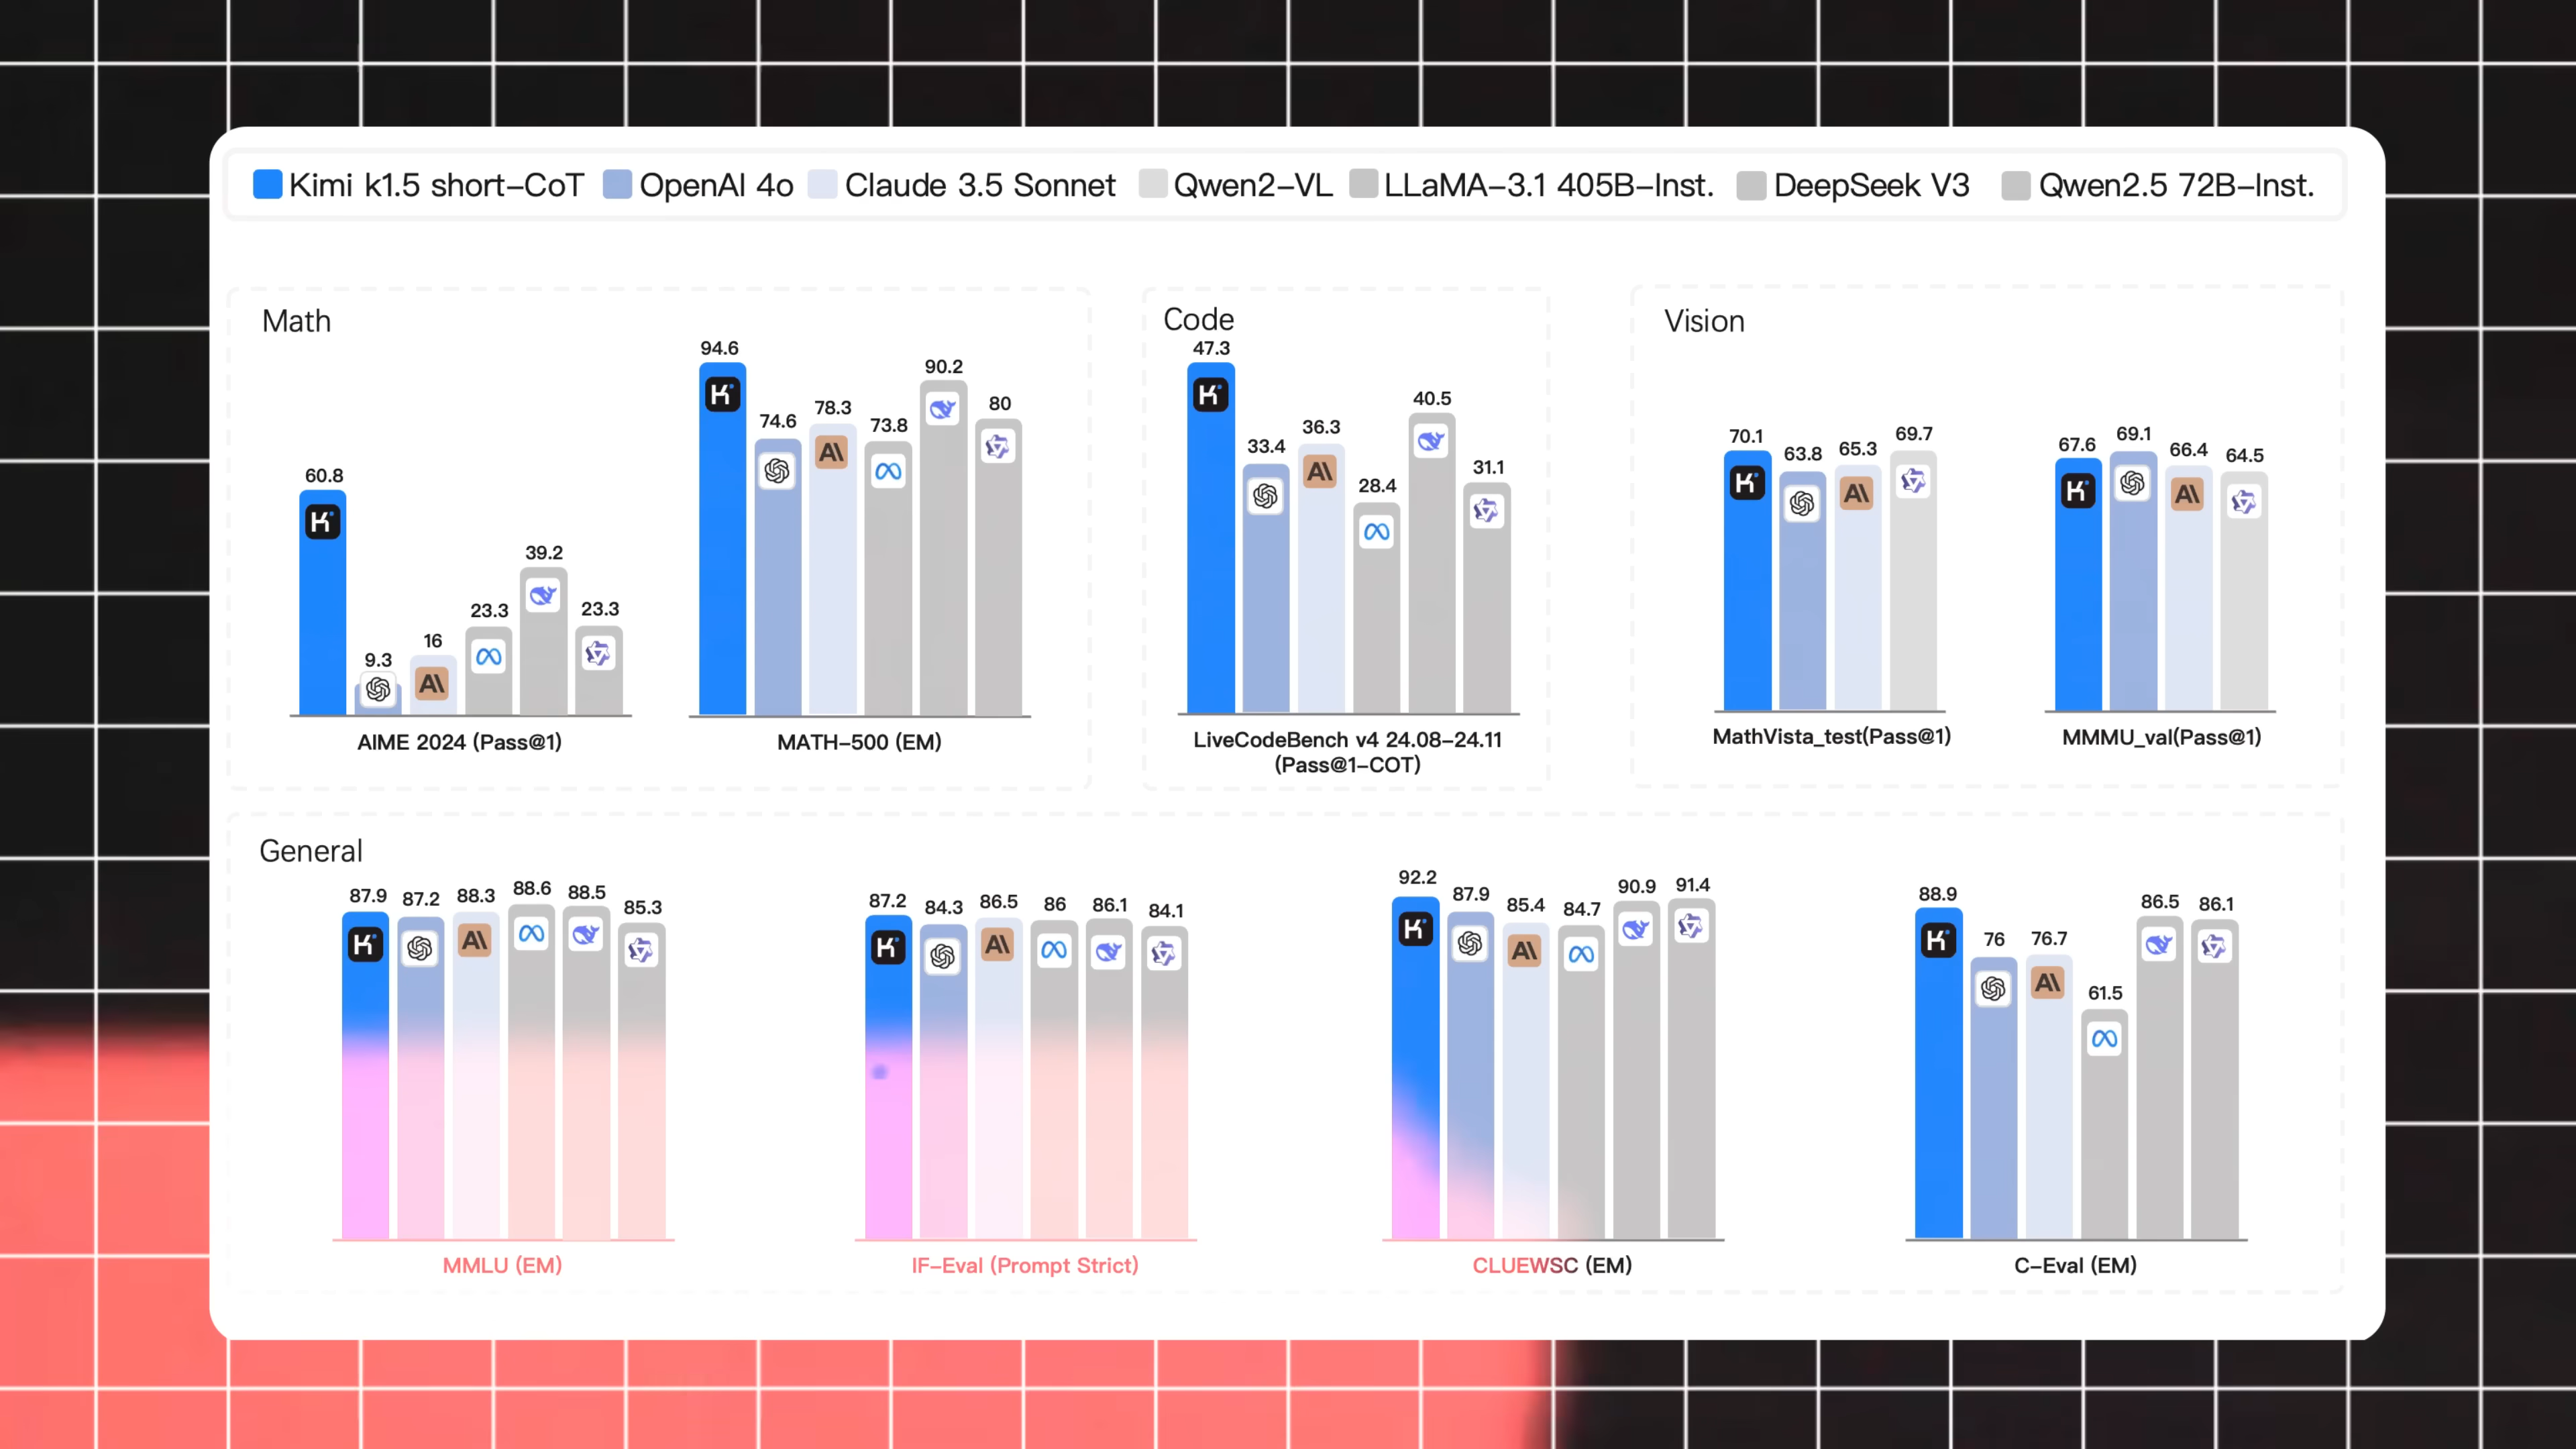 Kimi k1.5 short-CoT OpenAI 4o Claude 3.5 Sonnet Qwen2-VL LLaMA-3.1 405B-Inst. DeepSeek V3 Qwen2.5 72B-Inst.
Math
60.8 9.3 16 23.3 39.2 23.3
AIME 2024 (Pass@1)
94.6 74.6 78.3 73.8 90.2 80
MATH-500 (EM)
Code
47.3 33.4 36.3 28.4 40.5 31.1
LiveCodeBench v4 24.08-24.11
(Pass@1-COT)
Vision
70.1 63.8 65.3 69.7
MathVista_test(Pass@1)
67.6 69.1 66.4 64.5
MMMU_val(Pass@1)
General
87.9 87.2 88.3 88.6 88.5 85.3
MMLU (EM)
87.2 84.3 86.5 86 86.1 84.1
IF-Eval (Prompt Strict)
92.2 87.9 85.4 84.7 90.9 91.4
CLUEWSC (EM)
88.9 76 76.7 61.5 86.5 86.1
C-Eval (EM)